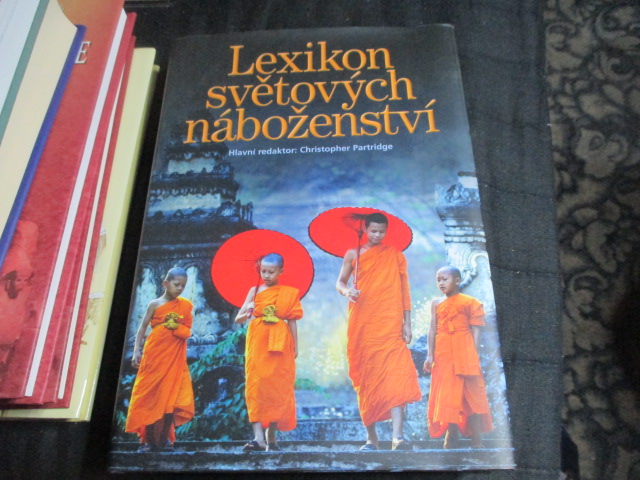 Lexikon
světových
náboženství
Hlavní redaktor: Christopher Partridge
E